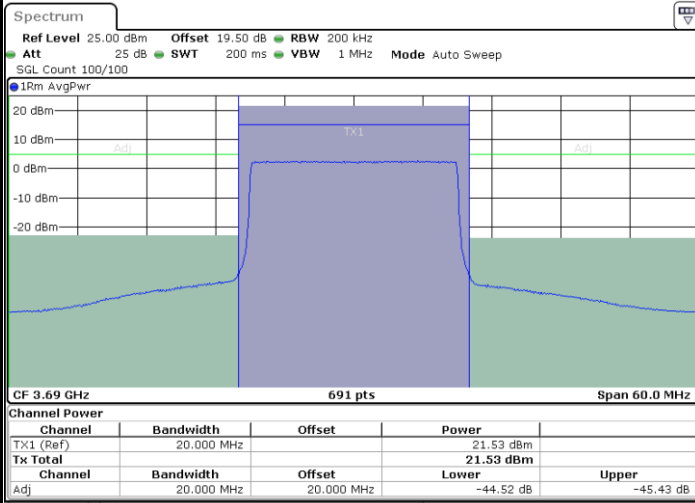 Spectrum
Ref Level 25.00 dBm Offset 19.50 dB RBW 200 kHz
Att 25 dB SWT 200 ms VBW 1 MHz Mode Auto Sweep
SGL Count 100/100
1Rm AvgPwr
20 dBm
TX1
10 dBm
Adj Adj
0 dBm
-10 dBm
-20 dBm
CF 3.69 GHz 691 pts Span 60.0 MHz
Channel Power
Channel Bandwidth Offset Power
TX1 (Ref) 20.000 MHz 21.53 dBm
Tx Total 21.53 dBm
Channel Bandwidth Offset Lower Upper
Adj 20.000 MHz 20.000 MHz -44.52 dB -45.43 dB